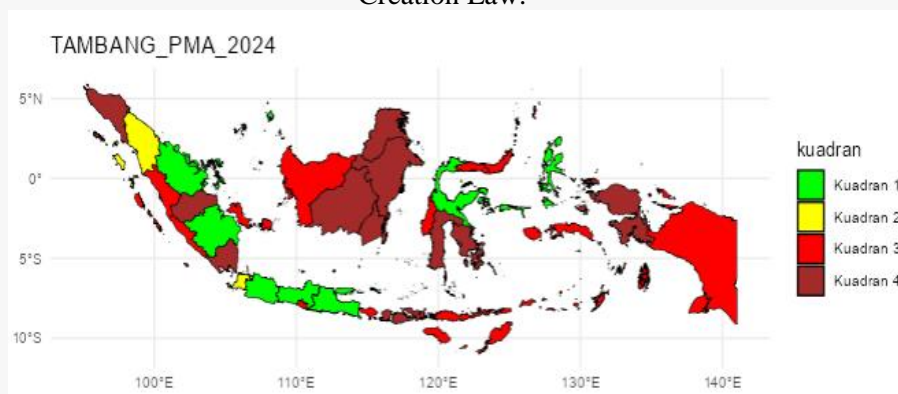 Creation Law.
TAMBANG_PMA_2024
5°N
0°
5°S
10°S
100°E
110°E
120°E
130°E
140°E
kuadran
Kuadran 1
Kuadran 2
Kuadran 3
Kuadran 4